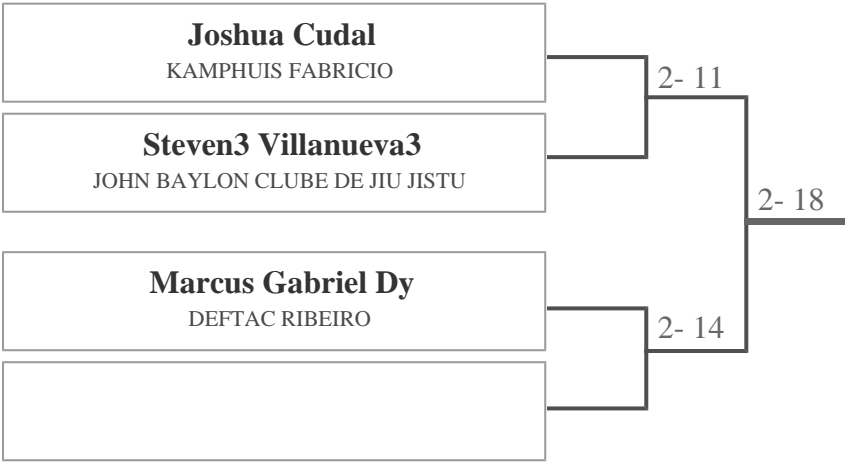 Joshua Cudal
KAMPHUIS FABRICIO
2- 11
Steven3 Villanueva3
JOHN BAYLON CLUBE DE JIU JISTU
2- 18
Marcus Gabriel Dy
DEFTAC RIBEIRO
2- 14